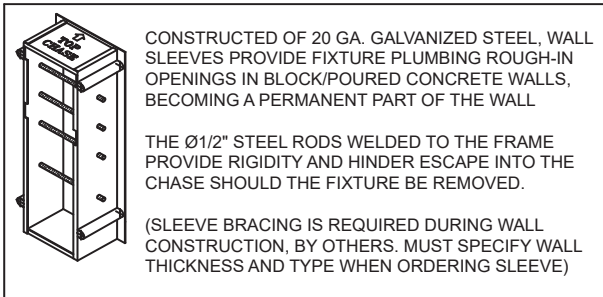 TOP
CHASE
CONSTRUCTED OF 20 GA. GALVANIZED STEEL, WALL
SLEEVES PROVIDE FIXTURE PLUMBING ROUGH-IN
OPENINGS IN BLOCK/POURED CONCRETE WALLS,
BECOMING A PERMANENT PART OF THE WALL
THE Ø1/2" STEEL RODS WELDED TO THE FRAME
PROVIDE RIGIDITY AND HINDER ESCAPE INTO THE
CHASE SHOULD THE FIXTURE BE REMOVED.
(SLEEVE BRACING IS REQUIRED DURING WALL
CONSTRUCTION, BY OTHERS. MUST SPECIFY WALL
THICKNESS AND TYPE WHEN ORDERING SLEEVE)